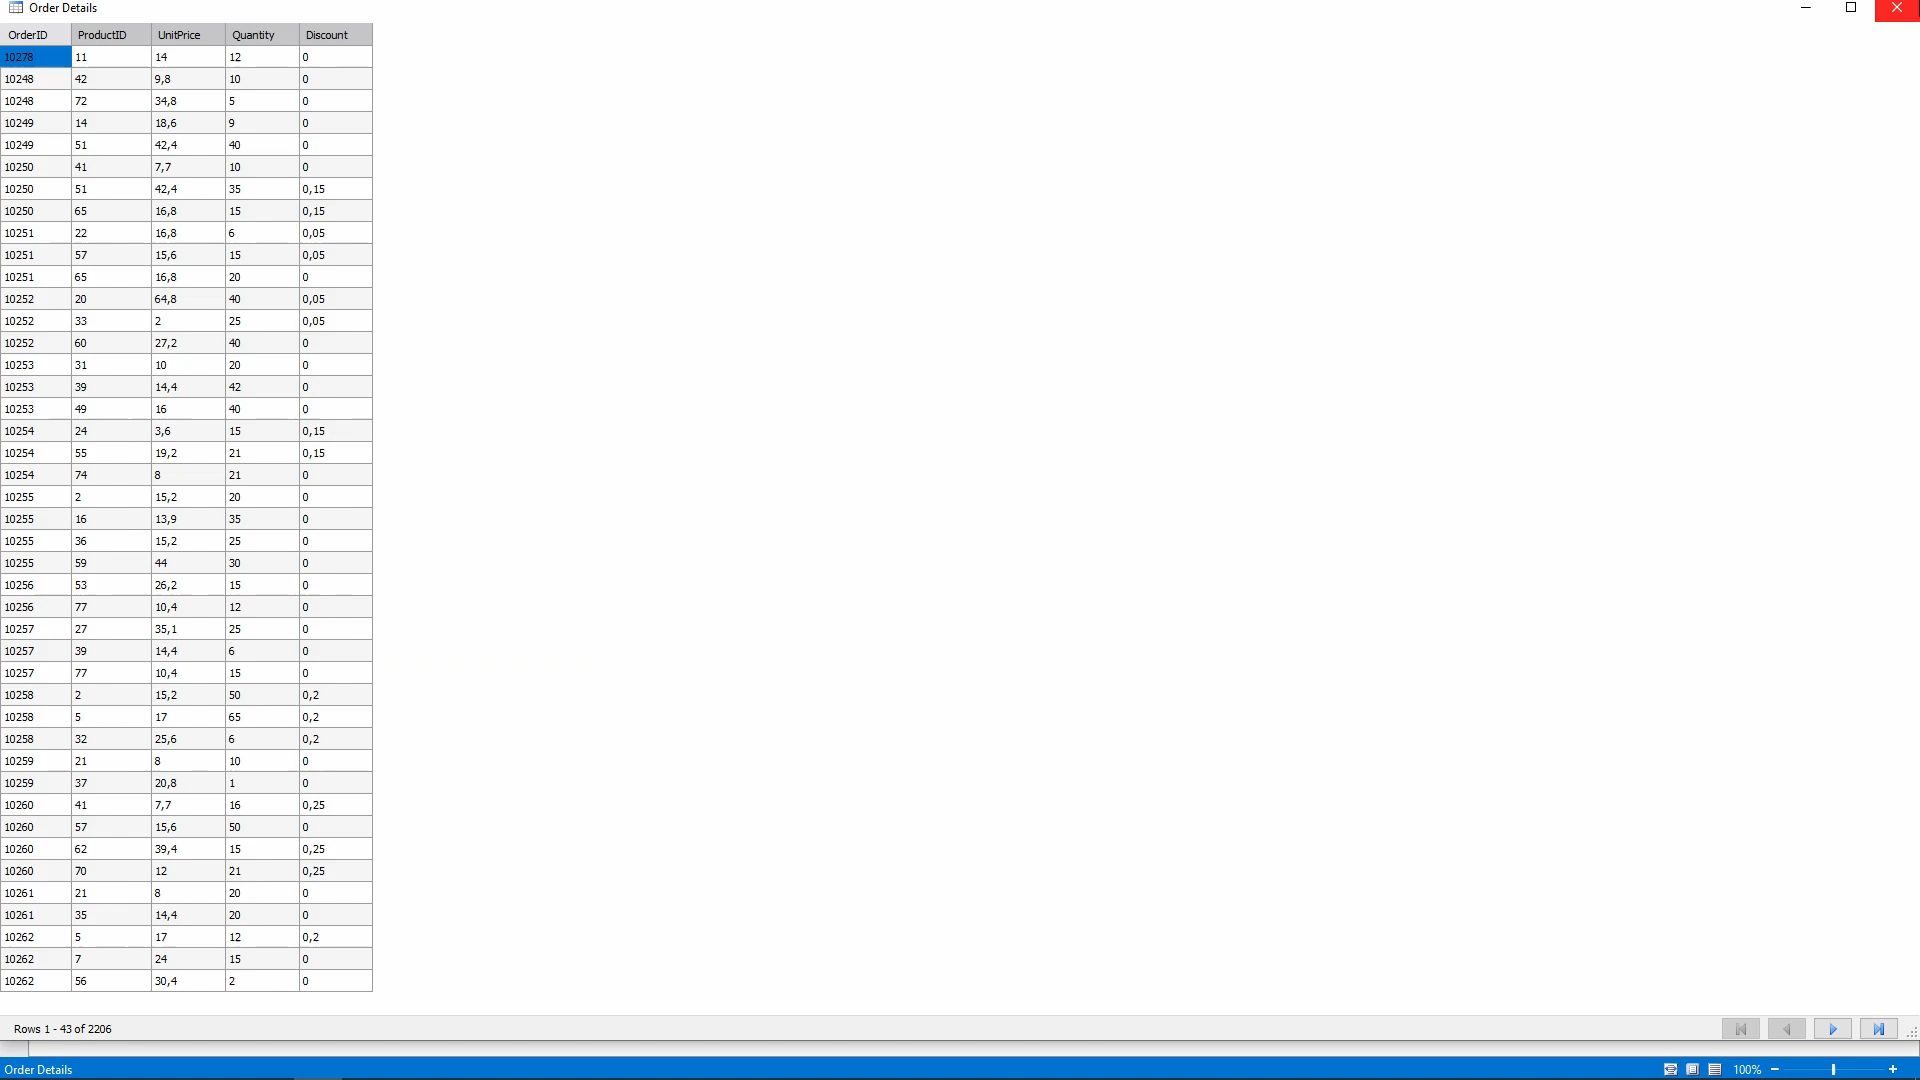 Order Details
OrderID ProductID UnitPrice Quantity Discount
10278 11 14 12 0
10248 42 9,8 10 0
10248 72 34,8 5 0
10249 14 18,6 9 0
10249 51 42,4 40 0
10250 41 7,7 10 0
10250 51 42,4 35 0,15
10250 65 16,8 15 0,15
10251 22 16,8 6 0,05
10251 57 15,6 15 0,05
10251 65 16,8 20 0
10252 20 64,8 40 0,05
10252 33 2 25 0,05
10252 60 27,2 40 0
10253 31 10 20 0
10253 39 14,4 42 0
10253 49 16 40 0
10254 24 3,6 15 0,15
10254 55 19,2 21 0,15
10254 74 8 21 0
10255 2 15,2 20 0
10255 16 13,9 35 0
10255 36 15,2 25 0
10255 59 44 30 0
10256 53 26,2 15 0
10256 77 10,4 12 0
10257 27 35,1 25 0
10257 39 14,4 6 0
10257 77 10,4 15 0
10258 2 15,2 50 0,2
10258 5 17 65 0,2
10258 32 25,6 6 0,2
10259 21 8 10 0
10259 37 20,8 1 0
10260 41 7,7 16 0,25
10260 57 15,6 50 0
10260 62 39,4 15 0,25
10260 70 12 21 0,25
10261 21 8 20 0
10261 35 14,4 20 0
10262 5 17 12 0,2
10262 7 24 15 0
10262 56 30,4 2 0
Rows 1 - 43 of 2206
Order Details 100%